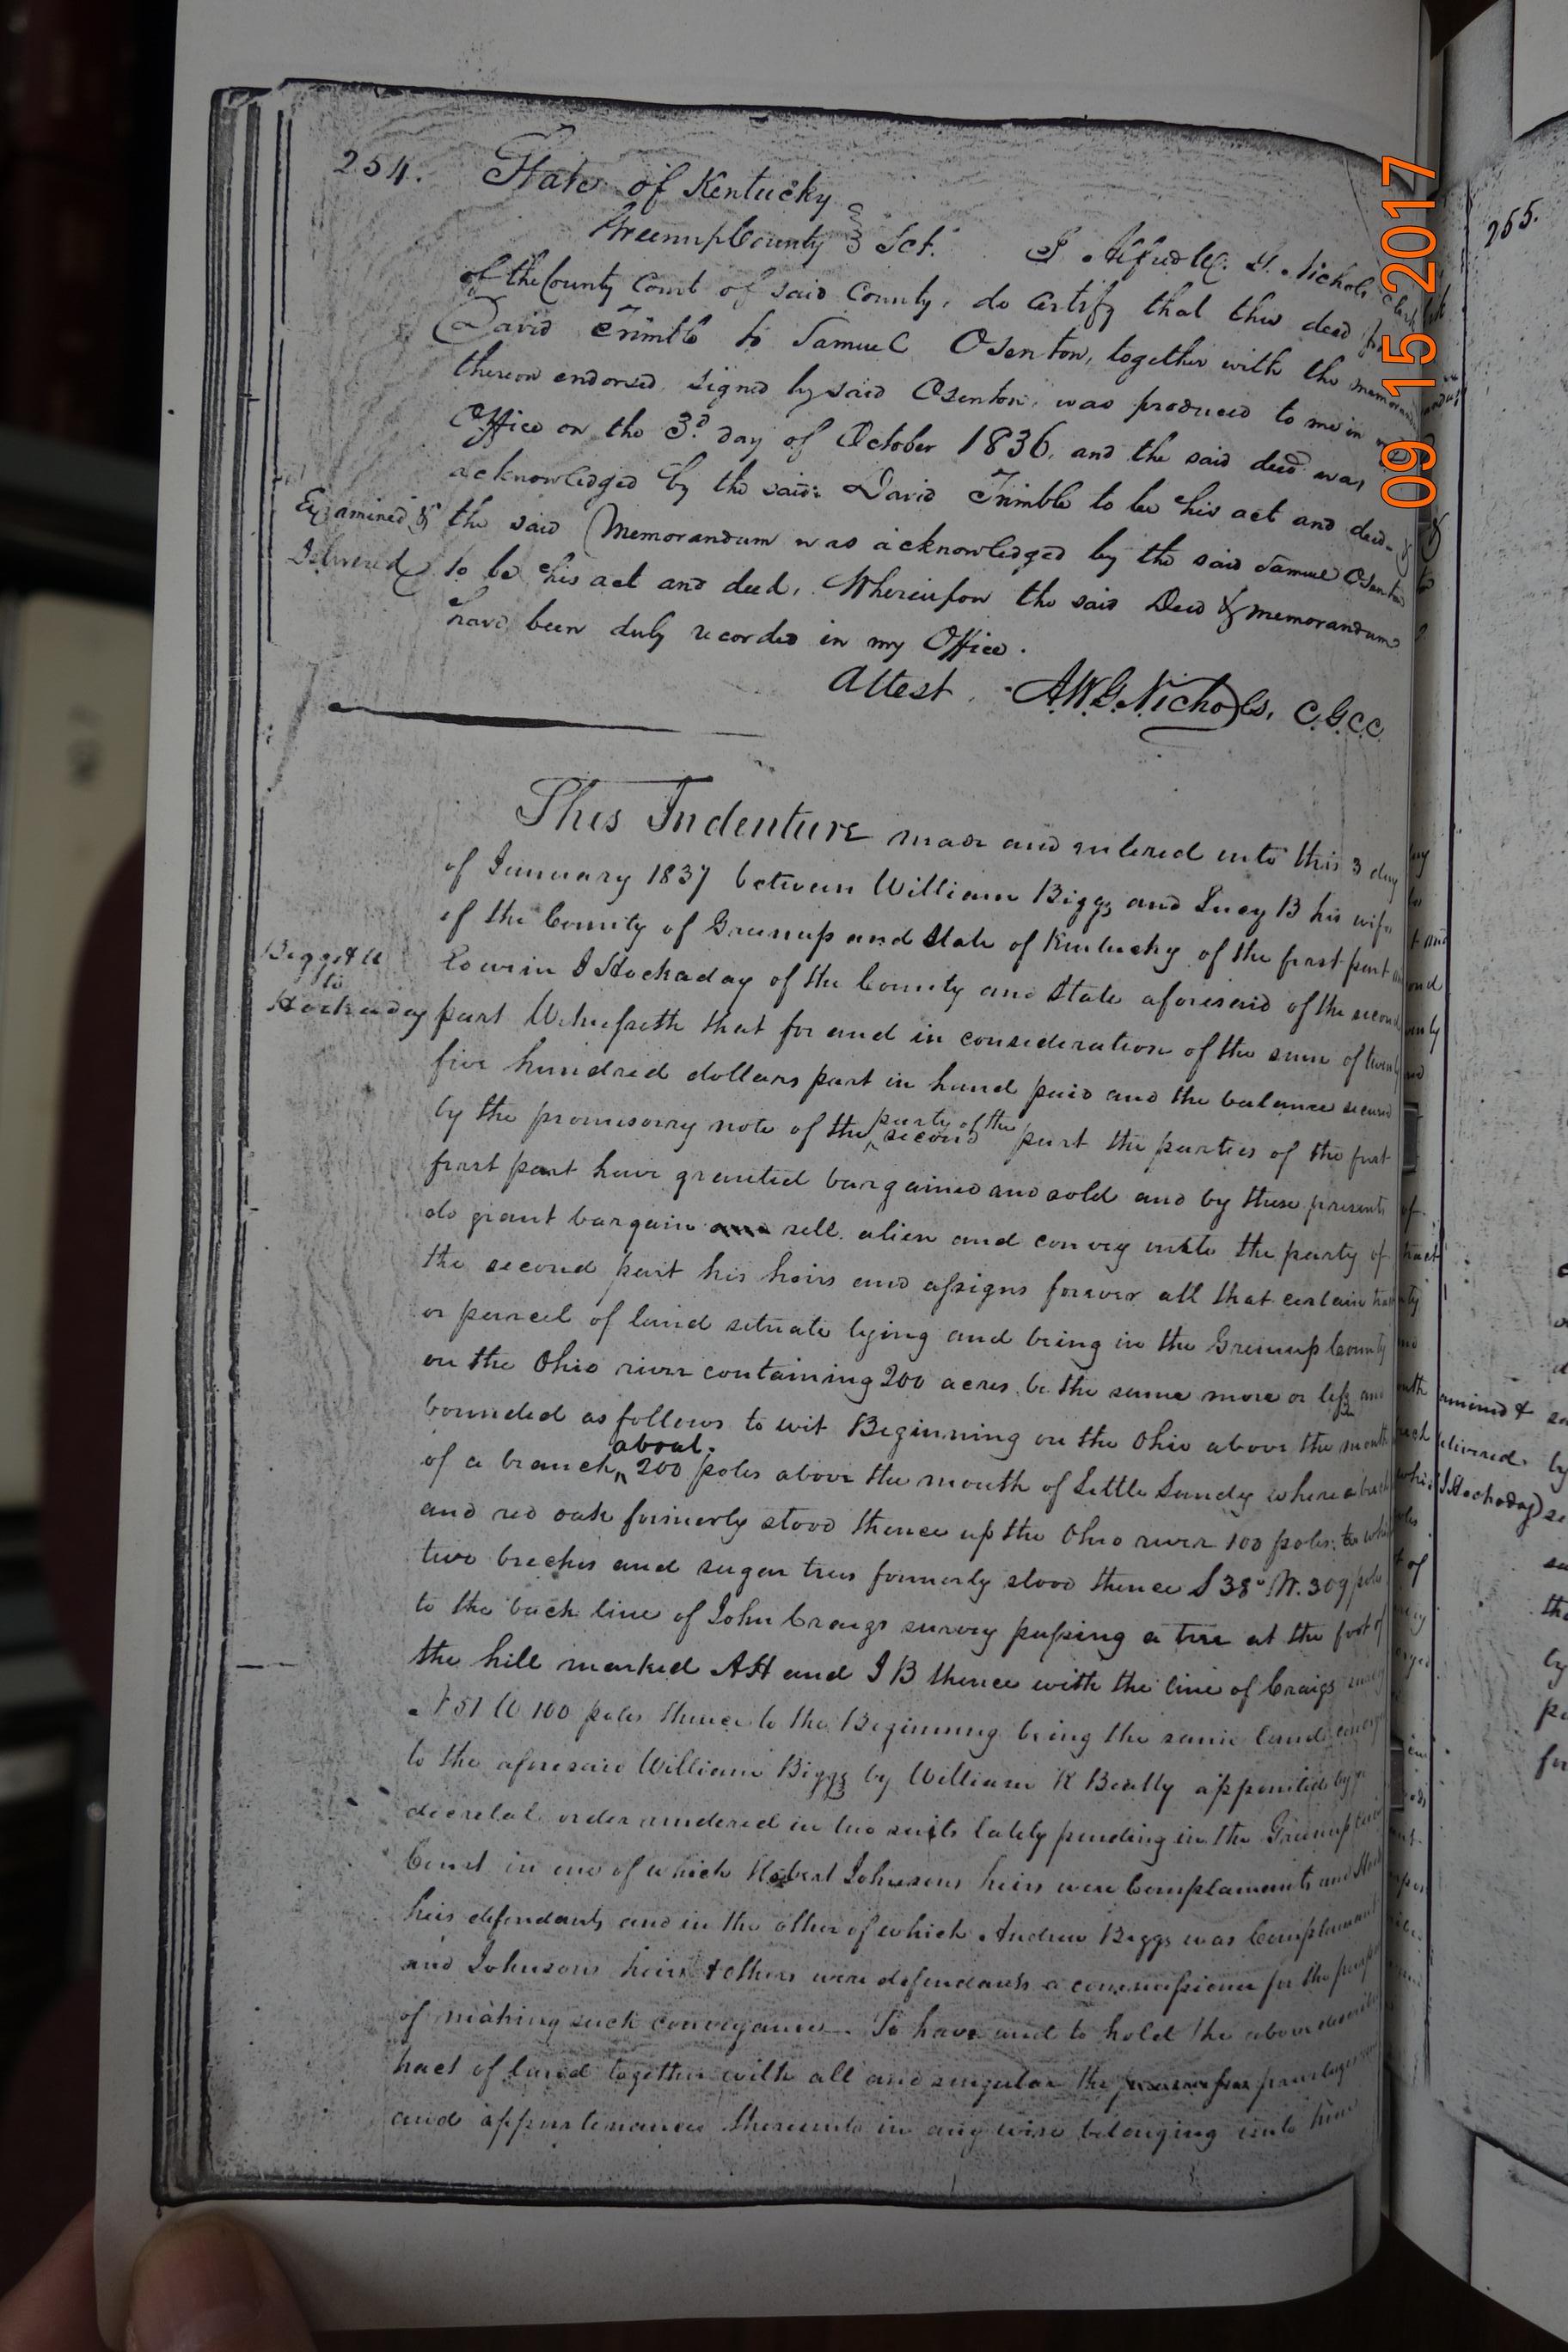 254. State of Kentucky
Greenup County Sct. I Alfred W. G. Nichols Clerk
of the County Court of said County, do certify that this deed
David Trimble to Samuel Osenton, together with the
thereon endorsed signed by said Osenton, was produced to me in
Office on the 3d day of October 1836, and the said deed was
acknowledged by the said David Trimble to be his act and deed &
Examined & the said Memorandum was acknowledged by the said Samuel Osenton
Delivered to be his act and deed, Whereupon the said Deed & memorandum
have been duly recorded in my Office.
Attest A.W.G. Nichols, C.G.C.C.
This Indenture made and entered into this 3 day
of January 1837 between William Biggs and Lucy B his wife
of the County of Greenup and State of Kentucky of the first part
Biggs & U
to
Hockaday
I Hockaday of the County and State aforesaid of the second
part Witnesseth that for and in consideration of the sum of twenty
five hundred dollars part in hand paid and the balance secured
by the promisorry note of the party of the second part the parties of the first
first part have granted bargained and sold and by these presents
do grant bargain and sell alien and convey unto the party of
the second part his heirs and assigns forever all that certain tract
or parcel of land situate lying and being in the Greenup County
on the Ohio river containing 200 acres be the same more or less and
bounded as follows to wit Beginning on the Ohio above the mouth
of a branch about 200 poles above the mouth of Little Sandy where a beech
and red oak formerly stood thence up the Ohio river 100 poles to where
two beeches and sugar trees formerly stood thence S 38° W. 309 poles
to the back line of John Craigs survey passing a tree at the foot of
the hill marked AH and I B thence with the line of Craigs survey
N 51 W 100 poles thence to the Beginning being the same land
to the aforesaid William Biggs by William R Beatty appointed by a
decretal order rendered in two suits lately pending in the Greenup
Court in one of which Robert Johnsons heirs were Complainants and
heirs defendants and in the other of which Andrew Biggs was Complainant
and Johnsons heirs & others were defendants a commissioner for the purpose
of making such conveyance. To have and to hold the above described
tract of land together with all and singular the privileges
and appurtenances thereunto in any wise belonging unto him
255.
09 15 2017